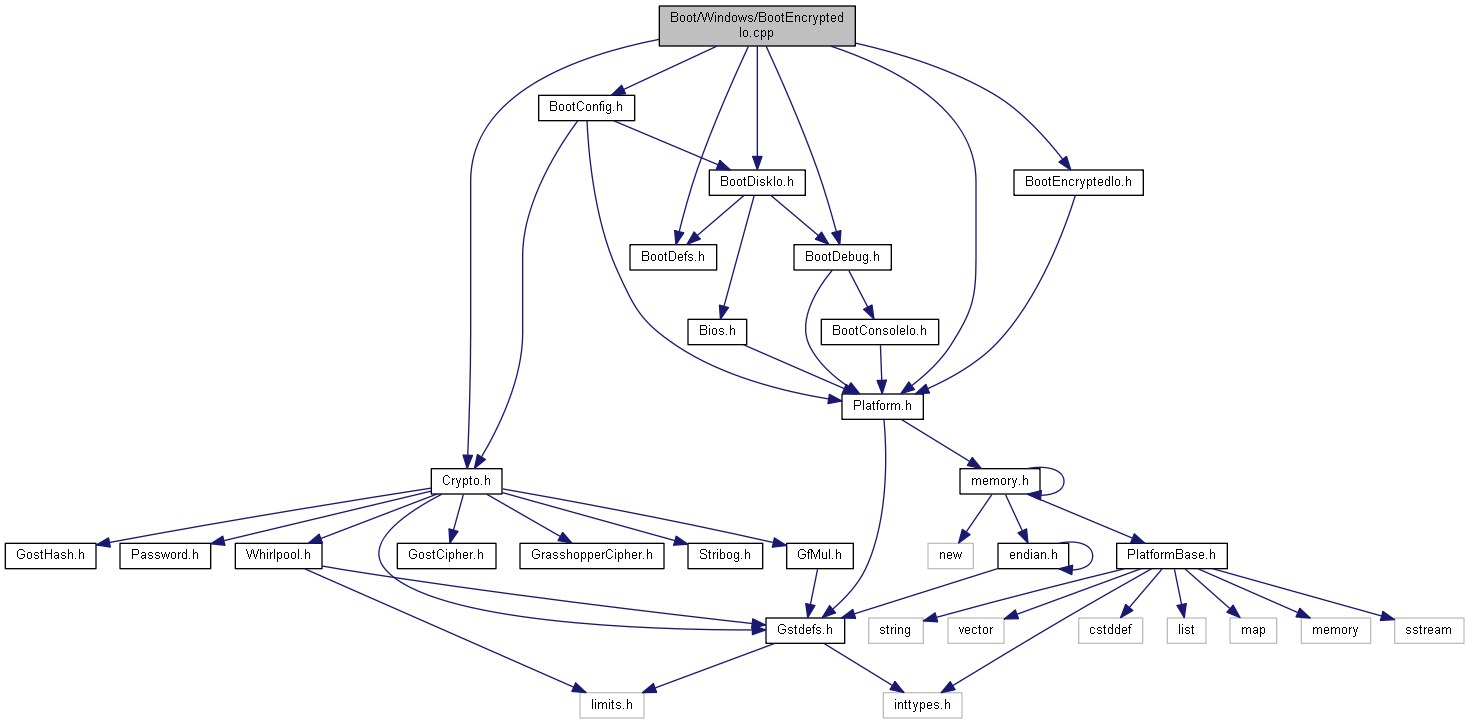 Boot/Windows/BootEncrypted
Io.cpp
BootConfig.h
BootDiskIo.h
BootEncryptedIo.h
BootDefs.h
BootDebug.h
Bios.h
BootConsoleIo.h
Platform.h
Crypto.h
memory.h
GostHash.h
Password.h
Whirlpool.h
GostCipher.h
GrasshopperCipher.h
Stribog.h
GfMul.h
new
endian.h
PlatformBase.h
Gstdefs.h
string
vector
cstddef
list
map
memory
sstream
limits.h
inttypes.h